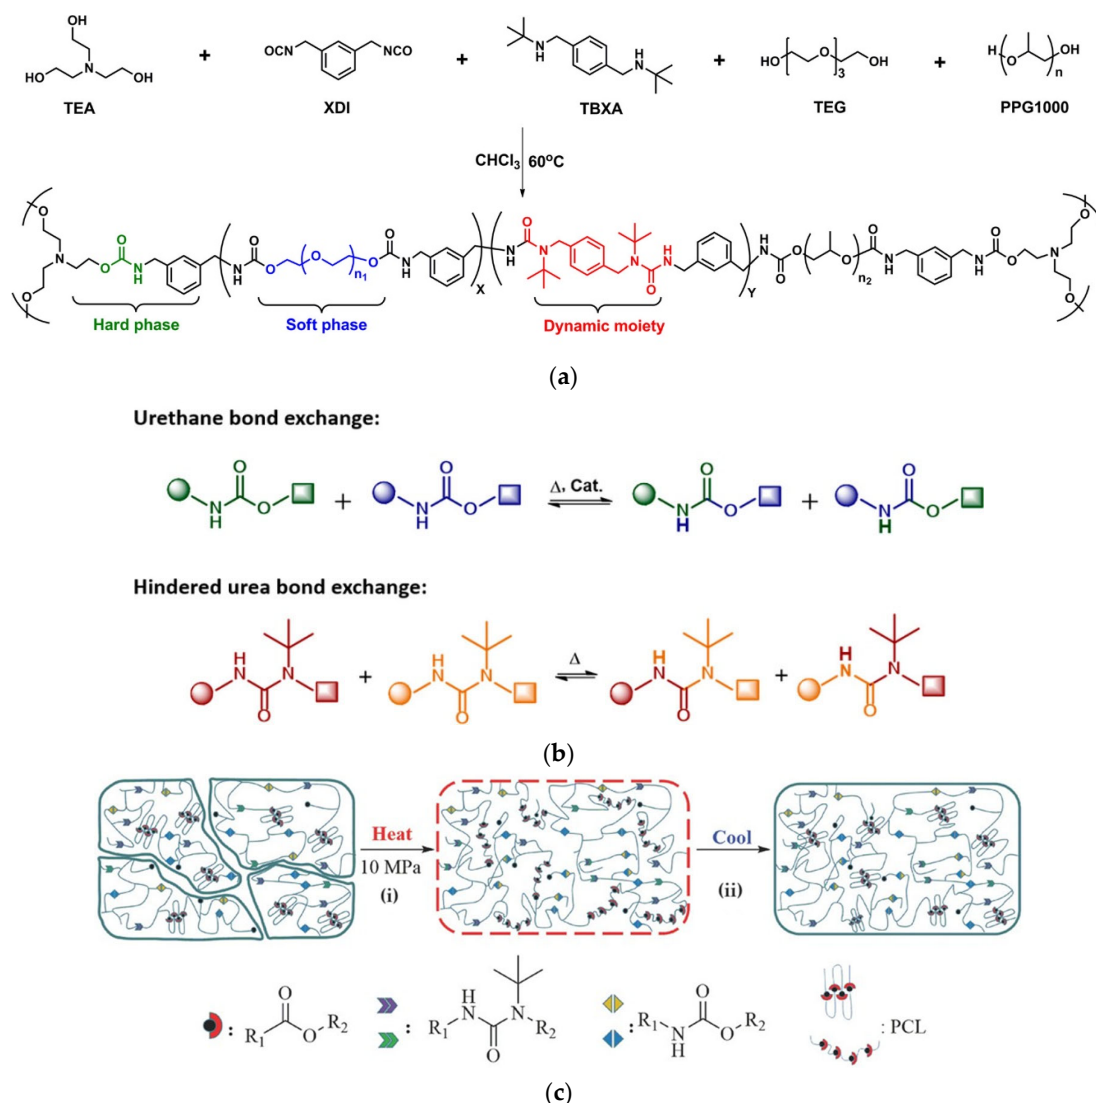 OH
HO N OH
TEA
+
OCN NCO
XDI
+
N H
HN
TBXA
+
HO O 3 OH
TEG
+
H O OH n
PPG1000
CHCl3 60°C
O O N O O N H ( N H O O O n1 O O N H ) X ( N H O N N O N H ) Y N H O O O n2 O N H N H O O N O O
Hard phase
Soft phase
Dynamic moiety
(a)
Urethane bond exchange:
N H O O + N H O O Δ, Cat. N H O O + N H O O
Hindered urea bond exchange:
H N N O + H N N O Δ H N N O + H N N O
(b)
Heat
10 MPa
(i)
Cool
(ii)
: R1 O O R2
: R1 H N O N R2
: R1 N H O O R2
: PCL
(c)